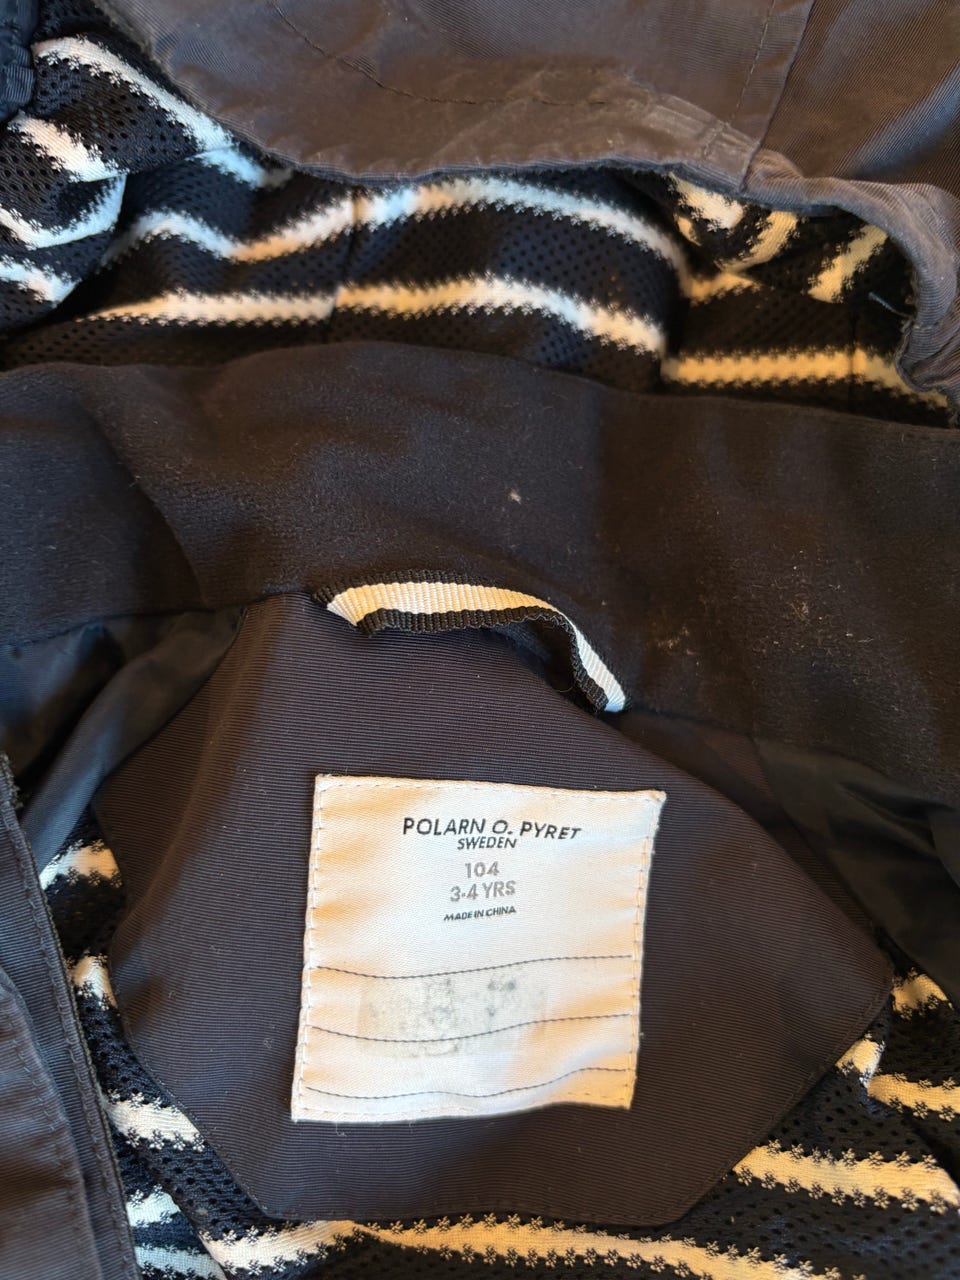 POLARN O. PYRET
SWEDEN
104
3-4 YRS
MADE IN CHINA